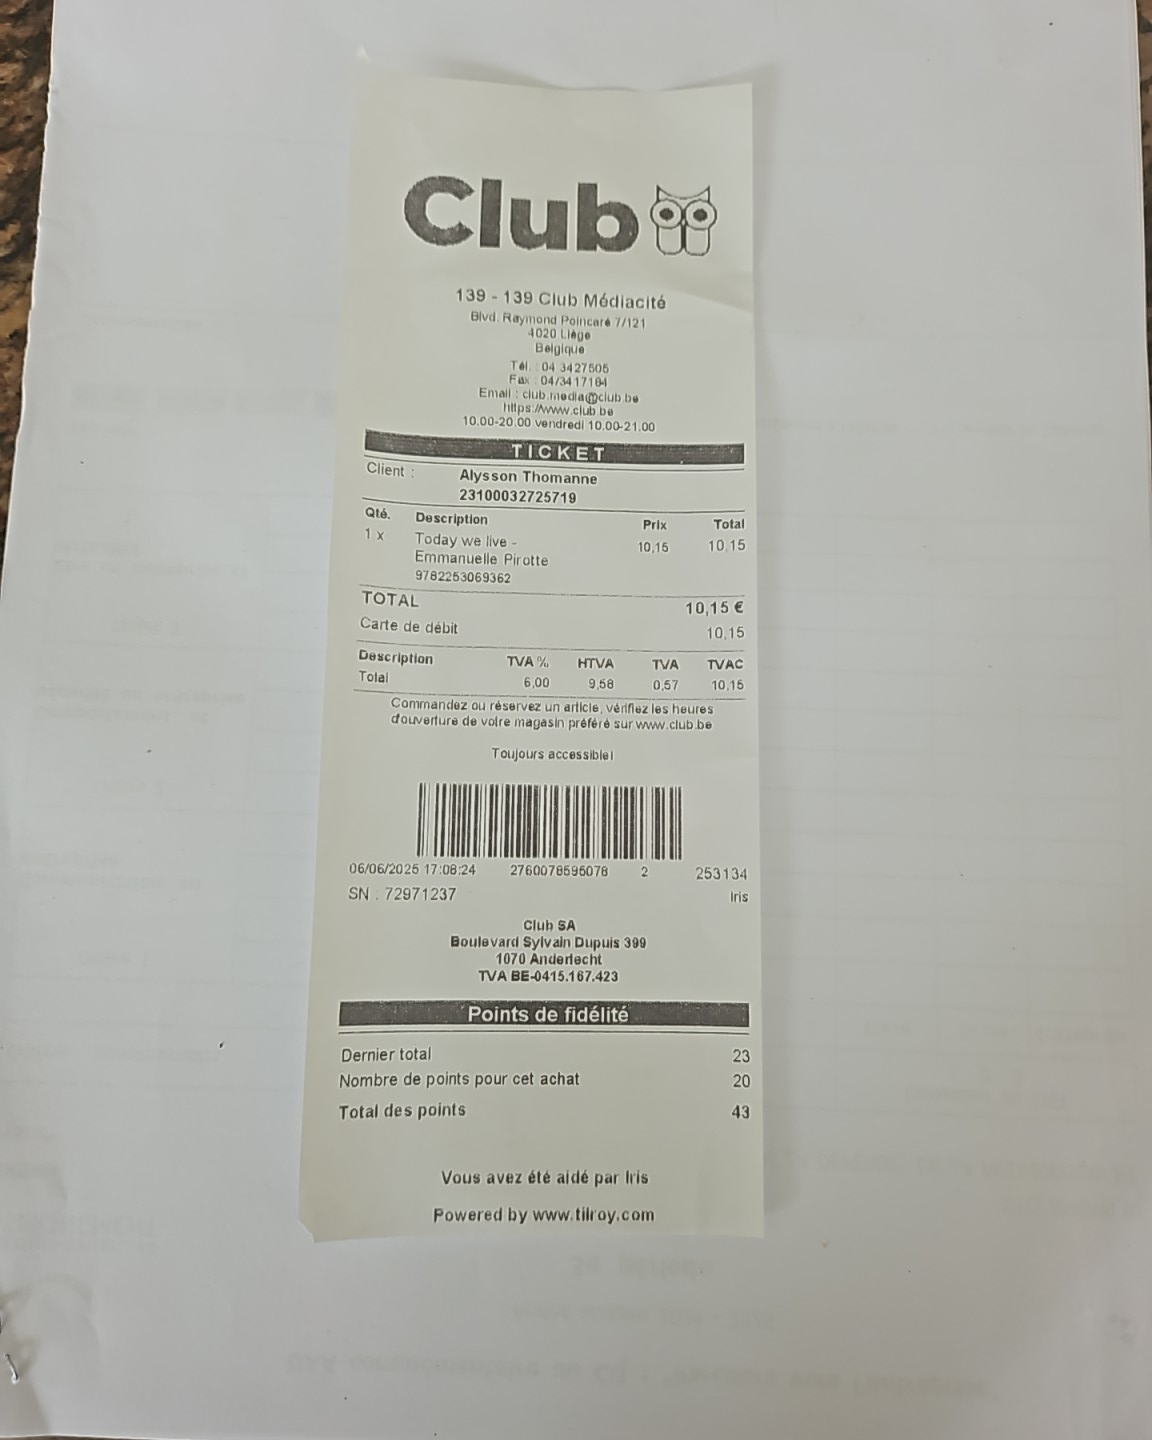 Club
139 - 139 Club Médiacité
Blvd. Raymond Poincaré 7/121
4020 Liège
Belgique
Tél. : 04 3427505
Fax : 04/3417184
Email : club.media@club.be
https://www.club.be
10.00-20.00 vendredi 10.00-21.00
TICKET
Client : Alysson Thomanne
23100032725719
Qté. Description Prix Total
1 x Today we live - 10,15 10,15
Emmanuelle Pirotte
9782253069362
TOTAL 10,15 €
Carte de débit 10,15
Description TVA % HTVA TVA TVAC
Total 6,00 9,58 0,57 10,15
Commandez ou réservez un article, vérifiez les heures
d'ouverture de votre magasin préféré sur www.club.be
Toujours accessible!
06/06/2025 17:08:24 2760078595078 2 253134
SN : 72971237 Iris
Club SA
Boulevard Sylvain Dupuis 399
1070 Anderlecht
TVA BE-0415.167.423
Points de fidélité
Dernier total 23
Nombre de points pour cet achat 20
Total des points 43
Vous avez été aidé par Iris
Powered by www.tilroy.com